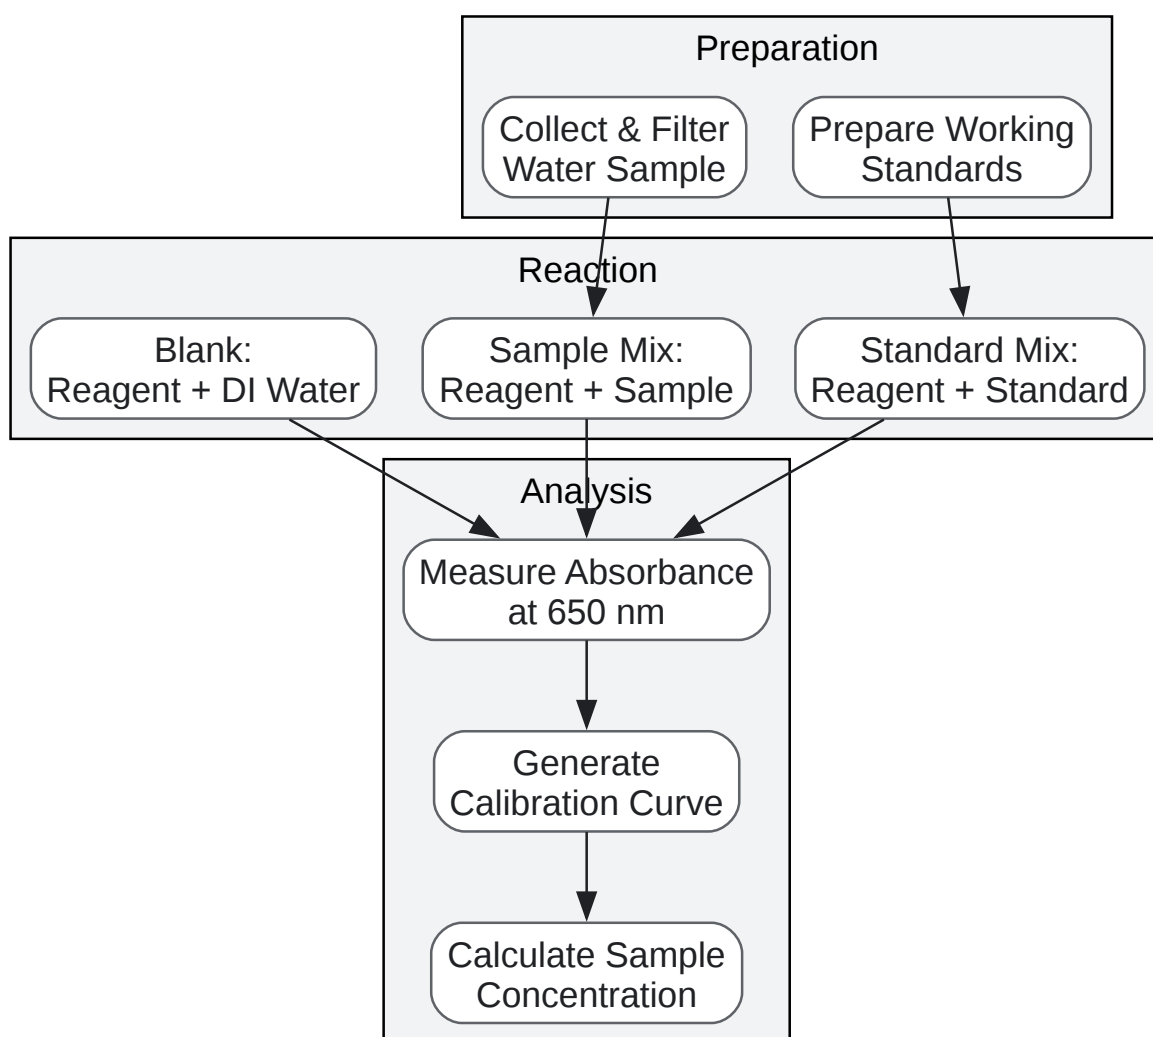 Preparation
Collect & Filter
Water Sample
Prepare Working
Standards
Reaction
Blank:
Reagent + DI Water
Sample Mix:
Reagent + Sample
Standard Mix:
Reagent + Standard
Analysis
Measure Absorbance
at 650 nm
Generate
Calibration Curve
Calculate Sample
Concentration